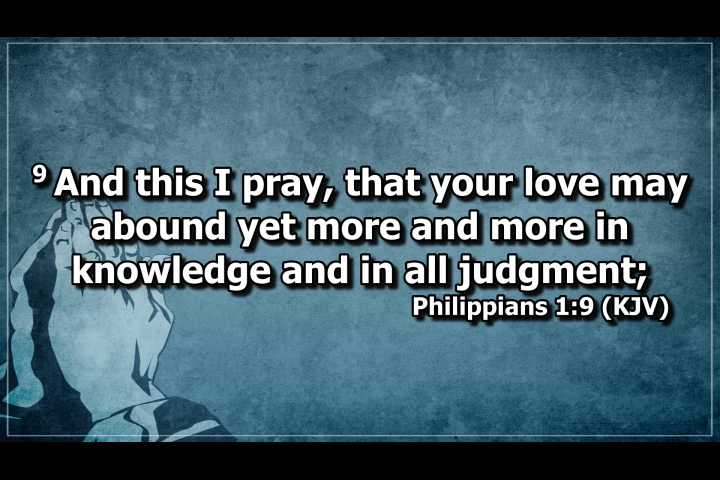 9 And this I pray, that your love may
abound yet more and more in
knowledge and in all judgment;
Philippians 1:9 (KJV)